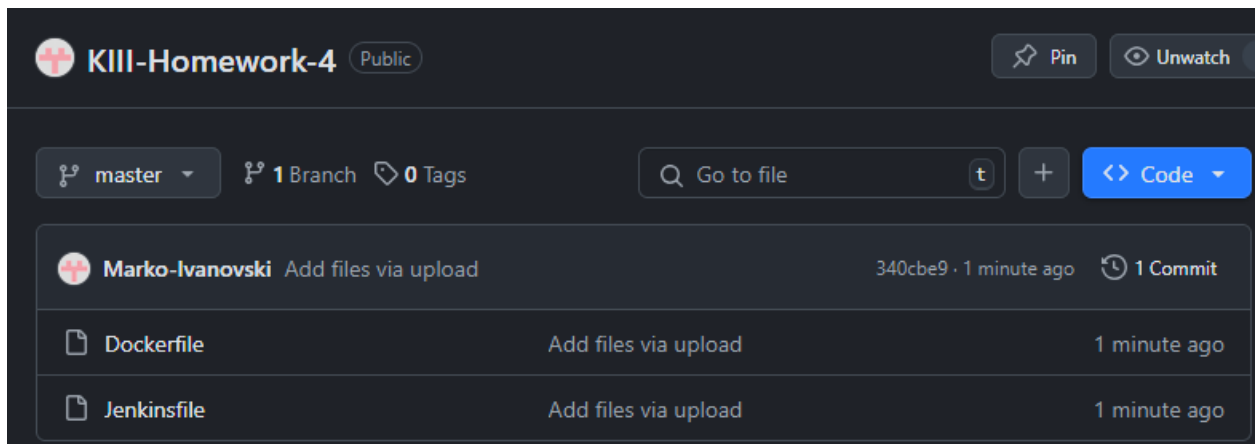 KIII-Homework-4 Public Pin Unwatch
master 1 Branch 0 Tags Go to file t + Code
Marko-Ivanovski Add files via upload 340cbe9 · 1 minute ago 1 Commit
Dockerfile Add files via upload 1 minute ago
Jenkinsfile Add files via upload 1 minute ago